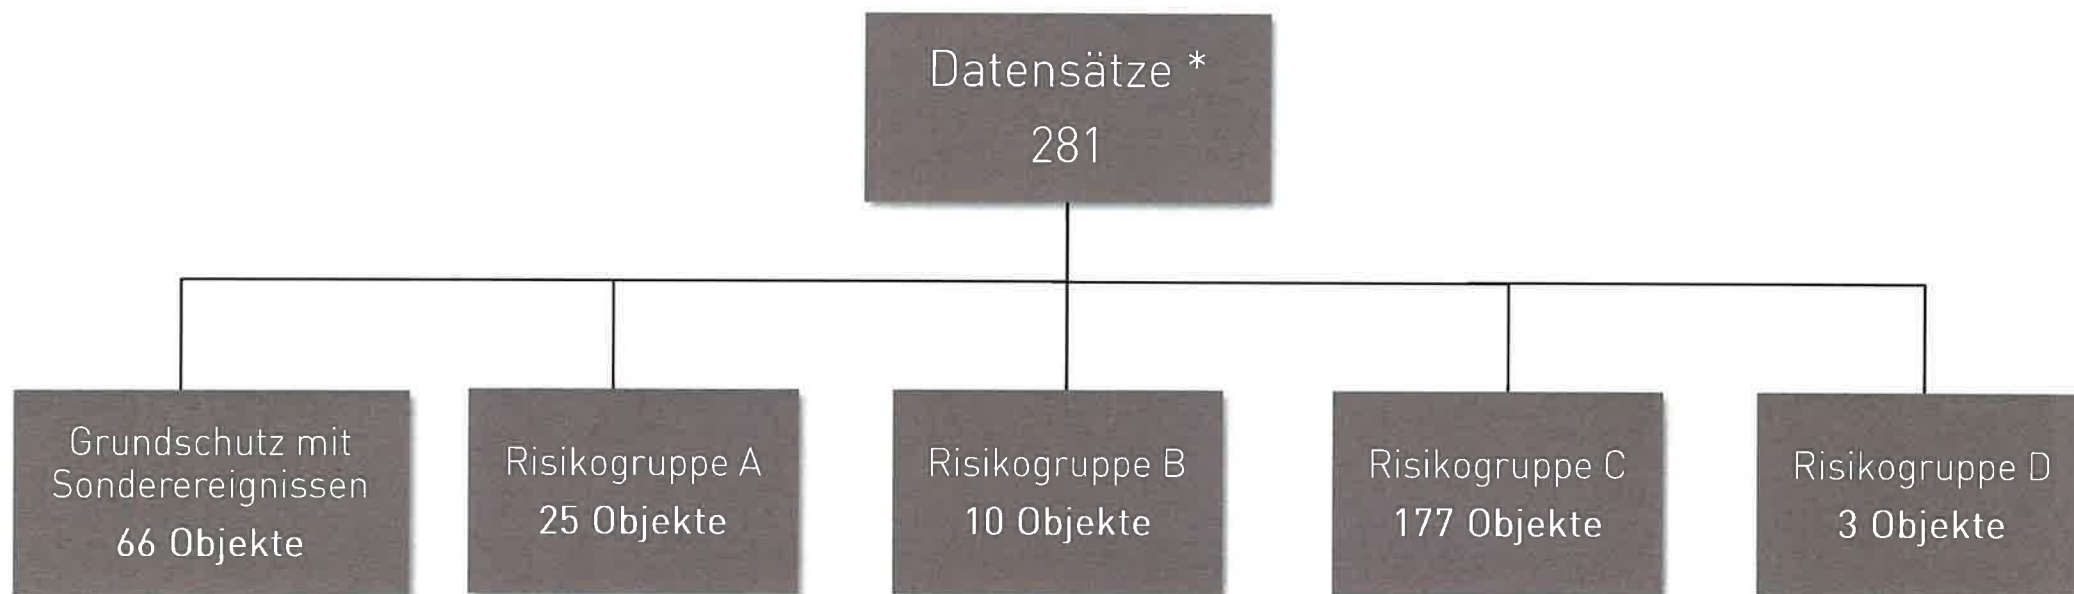 Datensätze *
281
Grundschutz mit
Sonderereignissen
66 Objekte
Risikogruppe A
25 Objekte
Risikogruppe B
10 Objekte
Risikogruppe C
177 Objekte
Risikogruppe D
3 Objekte